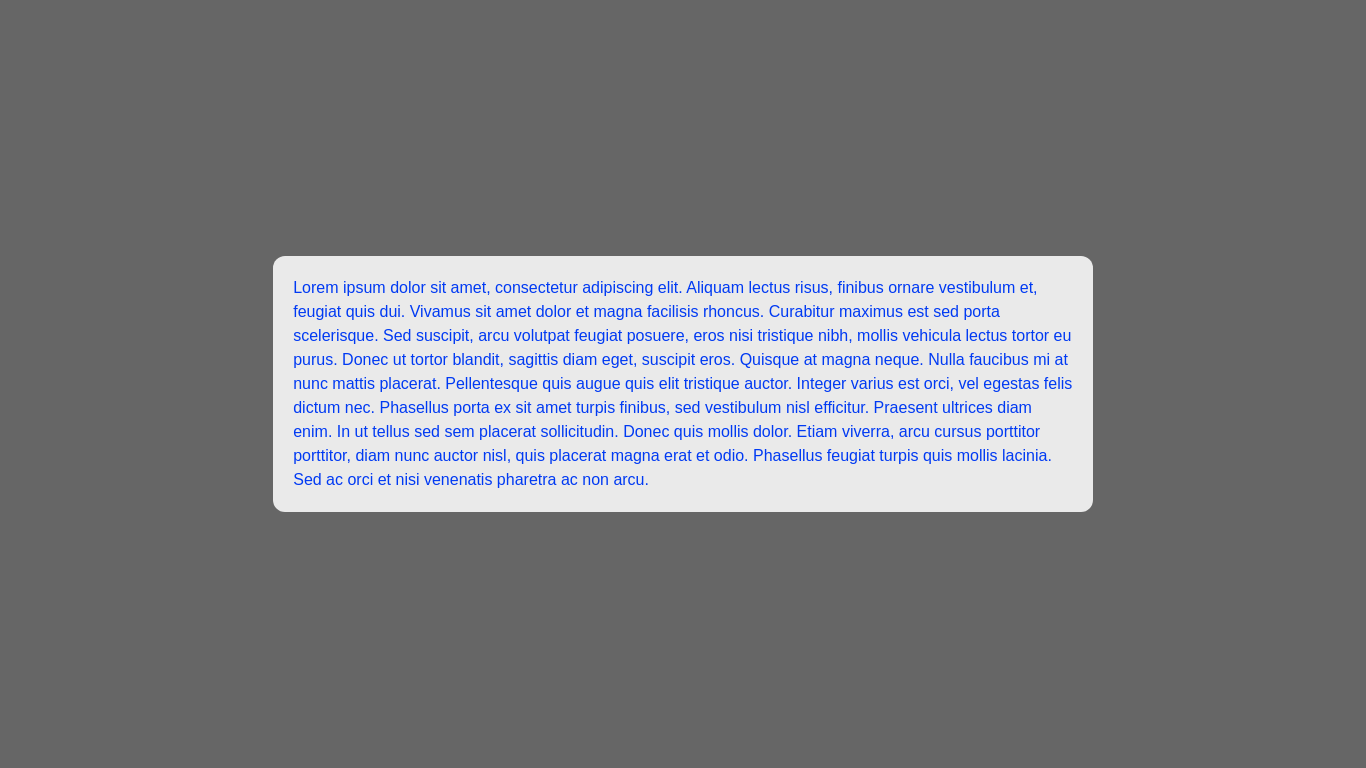 Lorem ipsum dolor sit amet, consectetur adipiscing elit. Aliquam lectus risus, finibus ornare vestibulum et,
feugiat quis dui. Vivamus sit amet dolor et magna facilisis rhoncus. Curabitur maximus est sed porta
scelerisque. Sed suscipit, arcu volutpat feugiat posuere, eros nisi tristique nibh, mollis vehicula lectus tortor eu
purus. Donec ut tortor blandit, sagittis diam eget, suscipit eros. Quisque at magna neque. Nulla faucibus mi at
nunc mattis placerat. Pellentesque quis augue quis elit tristique auctor. Integer varius est orci, vel egestas felis
dictum nec. Phasellus porta ex sit amet turpis finibus, sed vestibulum nisl efficitur. Praesent ultrices diam
enim. In ut tellus sed sem placerat sollicitudin. Donec quis mollis dolor. Etiam viverra, arcu cursus porttitor
porttitor, diam nunc auctor nisl, quis placerat magna erat et odio. Phasellus feugiat turpis quis mollis lacinia.
Sed ac orci et nisi venenatis pharetra ac non arcu.